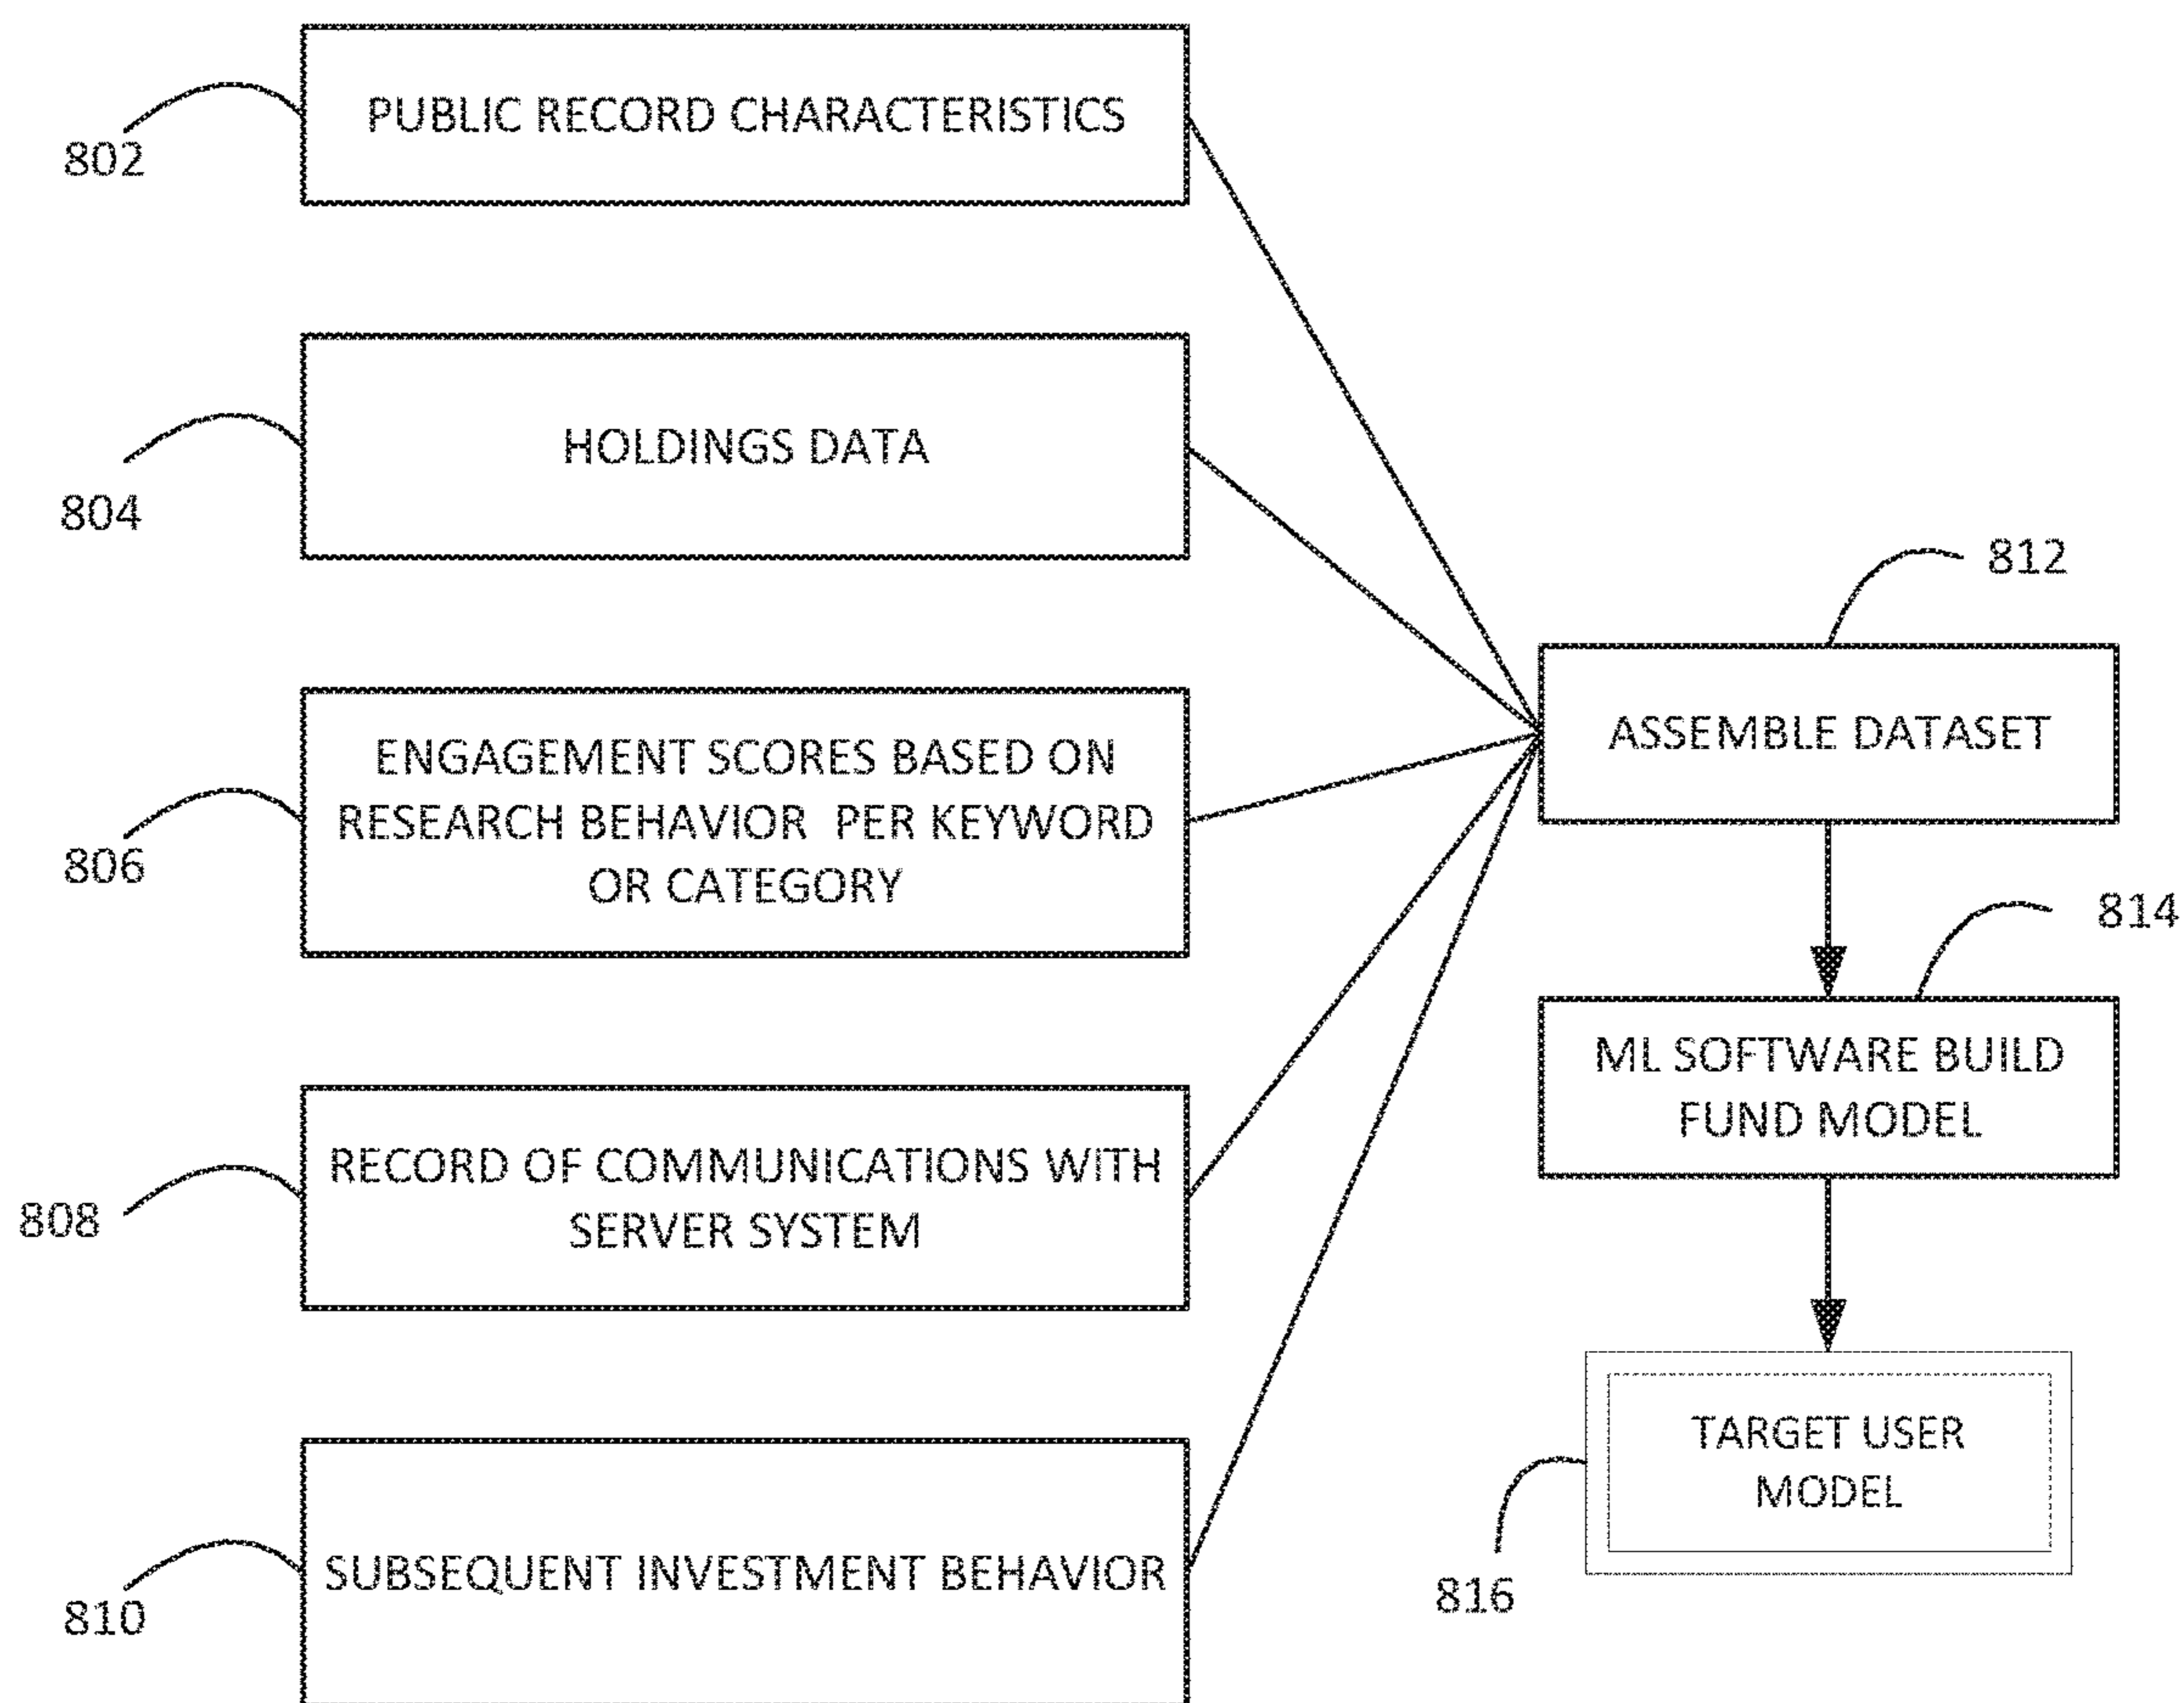 PUBLIC RECORD CHARACTERISTICS
802
HOLDINGS DATA
804
ENGAGEMENT SCORES BASED ON
RESEARCH BEHAVIOR PER KEYWORD
OR CATEGORY
806
RECORD OF COMMUNICATIONS WITH
SERVER SYSTEM
808
SUBSEQUENT INVESTMENT BEHAVIOR
810
812
ASSEMBLE DATASET
814
ML SOFTWARE BUILD
FUND MODEL
TARGET USER
MODEL
816